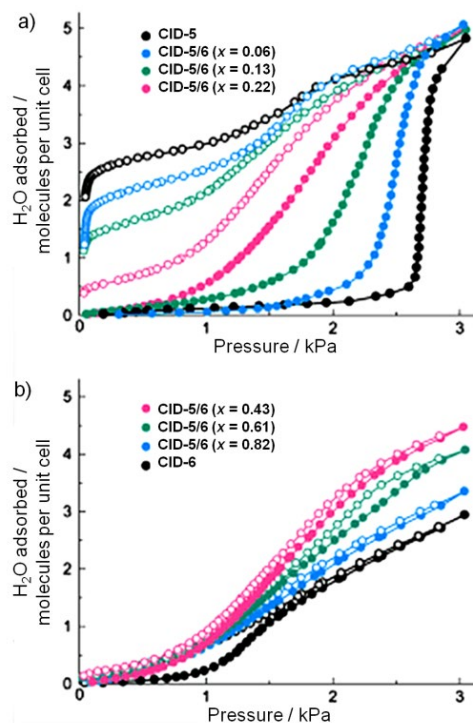 a)
5
4
3
2
1
0
H₂O adsorbed /
molecules per unit cell
CID-5
CID-5/6 (x = 0.06)
CID-5/6 (x = 0.13)
CID-5/6 (x = 0.22)
0 1 2 3
Pressure / kPa
b)
5
4
3
2
1
0
H₂O adsorbed /
molecules per unit cell
CID-5/6 (x = 0.43)
CID-5/6 (x = 0.61)
CID-5/6 (x = 0.82)
CID-6
0 1 2 3
Pressure / kPa